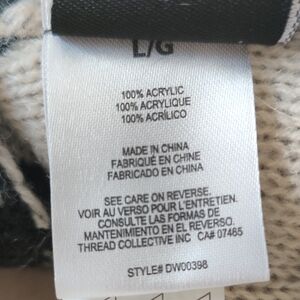 L/G
100% ACRYLIC
100% ACRYLIQUE
100% ACRÍLICO
MADE IN CHINA
FABRIQUÉ EN CHINE
FABRICADO EN CHINA
SEE CARE ON REVERSE.
VOIR AU VERSO POUR L'ENTRETIEN.
CONSULTE LAS FORMAS DE
MANTENIMIENTO EN EL REVERSO.
THREAD COLLECTIVE INC CA# 07465
STYLE# DW00398